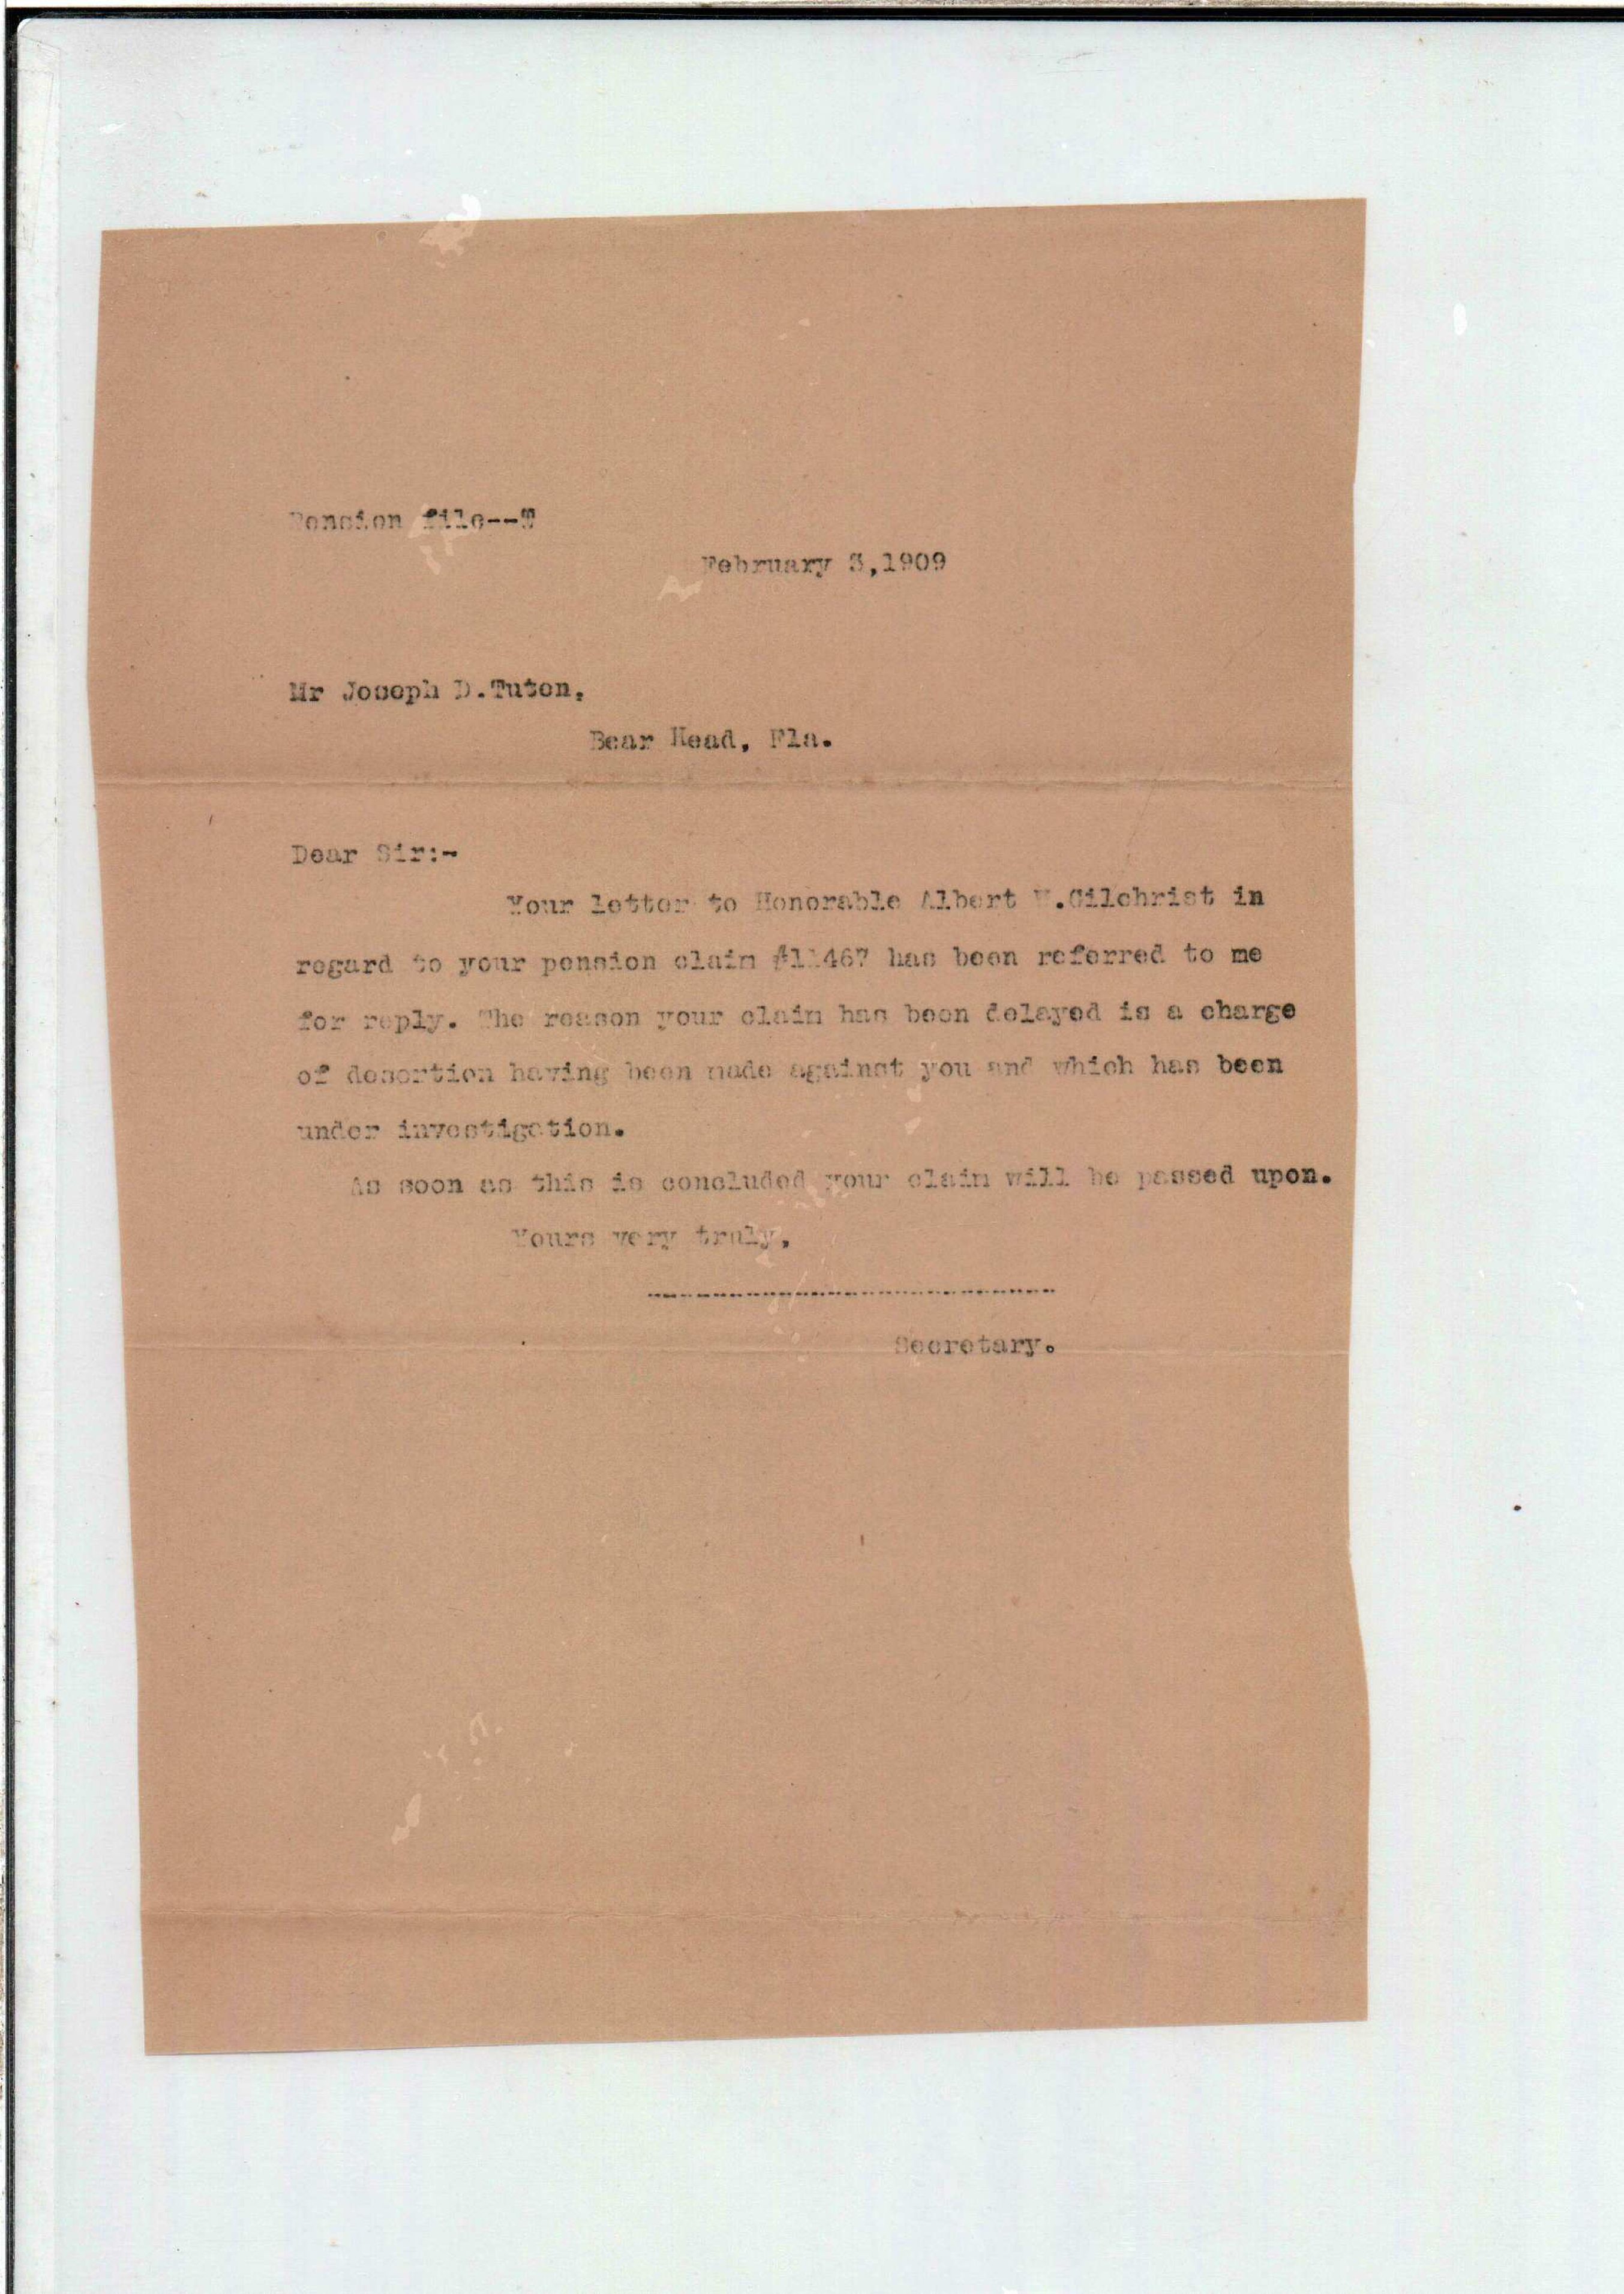 Pension file--T
February 3,1909
Mr Joseph D.Tuton,
Bear Head, Fla.
Dear Sir:-
Your letter to Honorable Albert W.Gilchrist in
regard to your pension claim #11467 has been referred to me
for reply. The reason your claim has been delayed is a charge
of desertion having been made against you and which has been
under investigation.
As soon as this is concluded your claim will be passed upon.
Yours very truly,
-------------------------
Secretary.